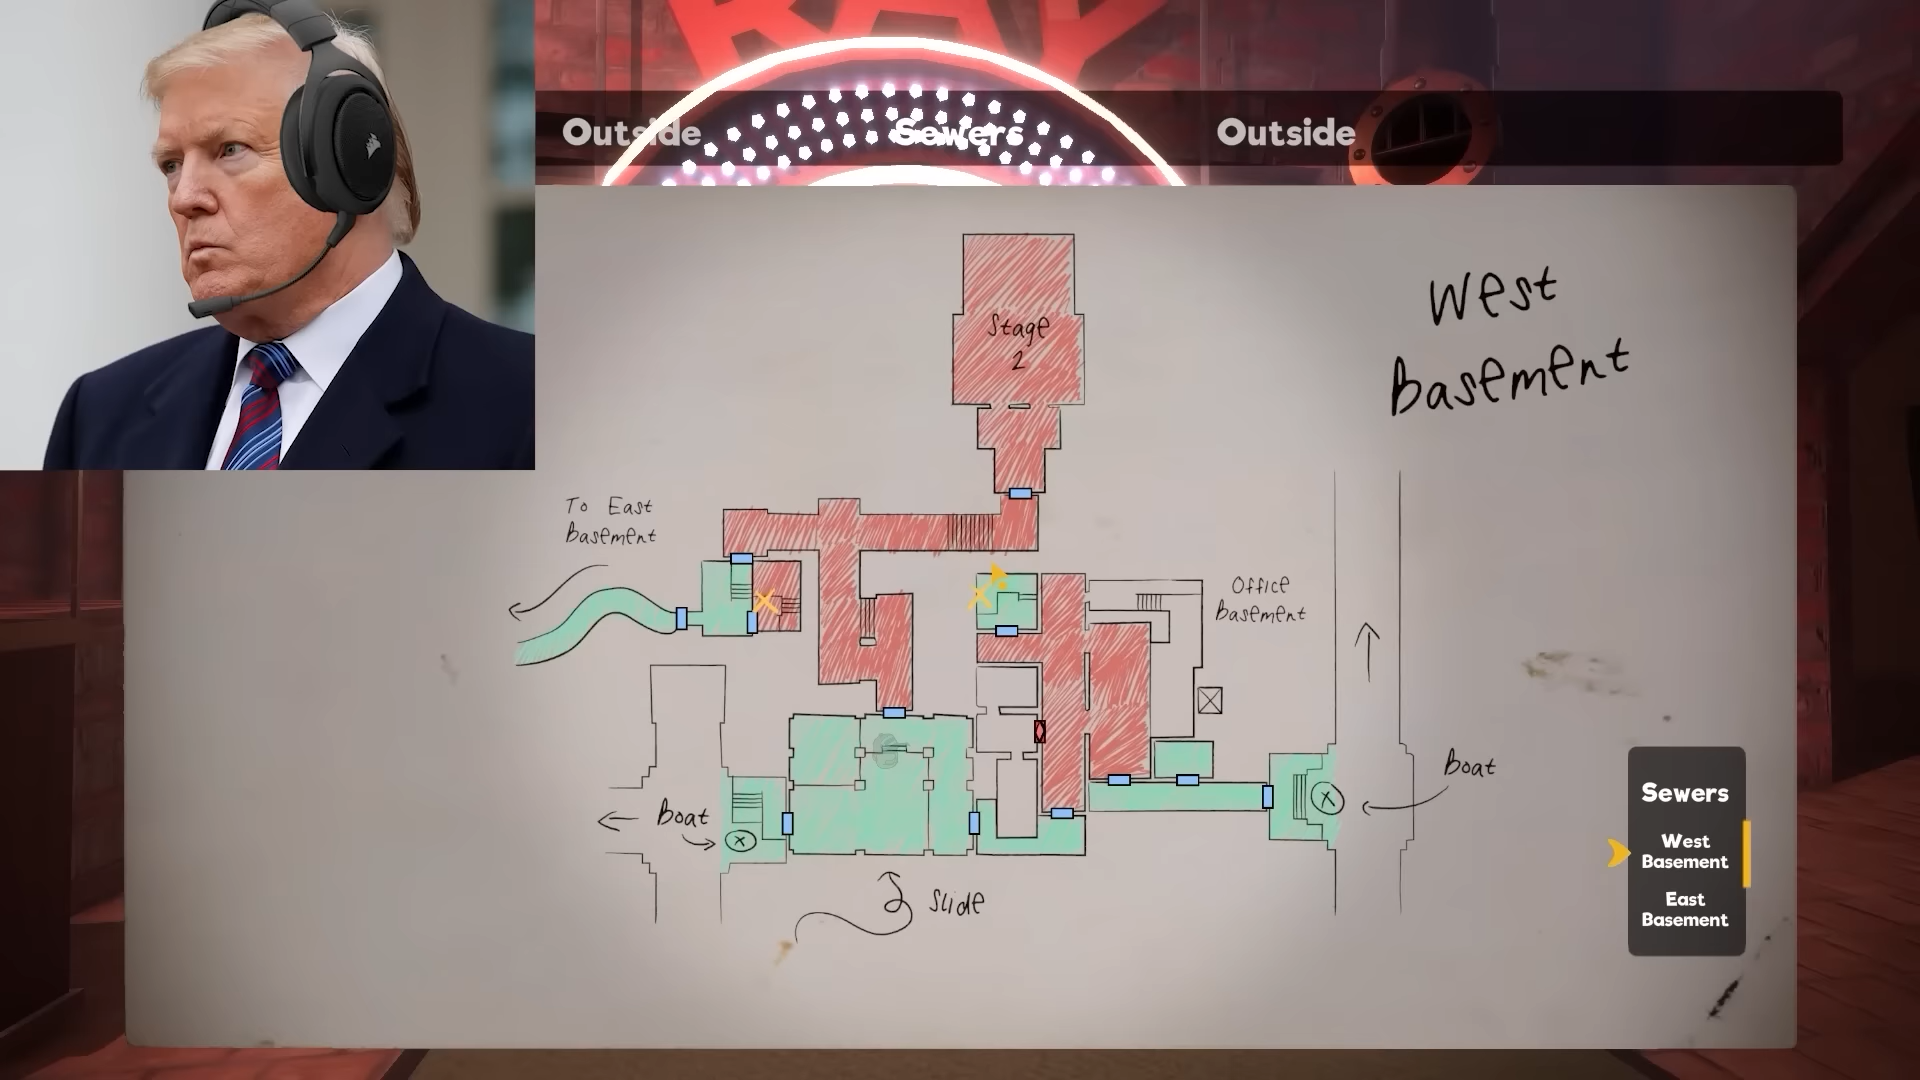 RAY
Outside
Sewers
Outside
West
Basement
Stage
2
To East
Basement
Office
Basement
Boat
Boat
Slide
Sewers
West
Basement
East
Basement